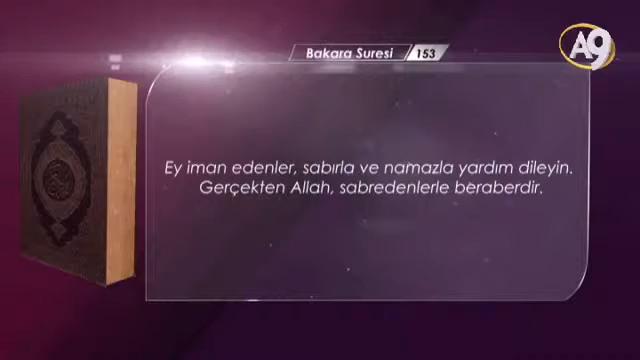 Bakara Suresi 153
A9
Ey iman edenler, sabırla ve namazla yardım dileyin.
Gerçekten Allah, sabredenlerle beraberdir.